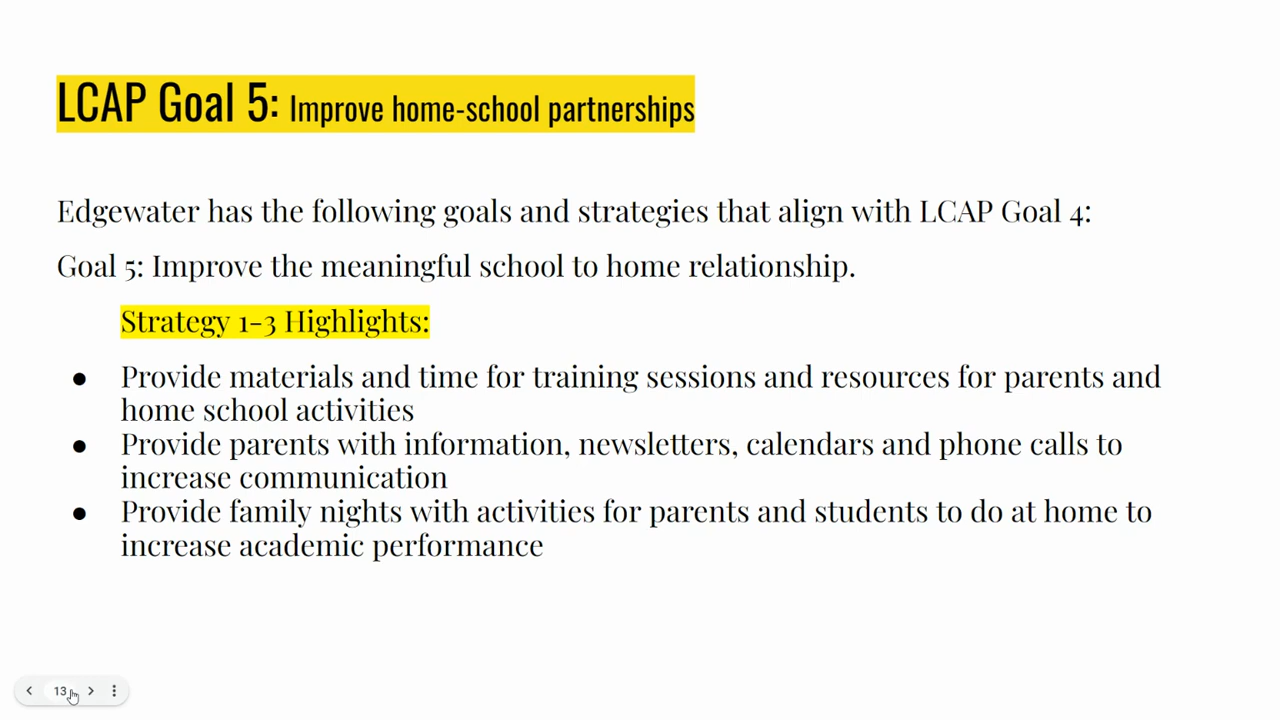 LCAP Goal 5: Improve home-school partnerships
Edgewater has the following goals and strategies that align with LCAP Goal 4:
Goal 5: Improve the meaningful school to home relationship.
Strategy 1-3 Highlights:
● Provide materials and time for training sessions and resources for parents and
home school activities
● Provide parents with information, newsletters, calendars and phone calls to
increase communication
● Provide family nights with activities for parents and students to do at home to
increase academic performance
13